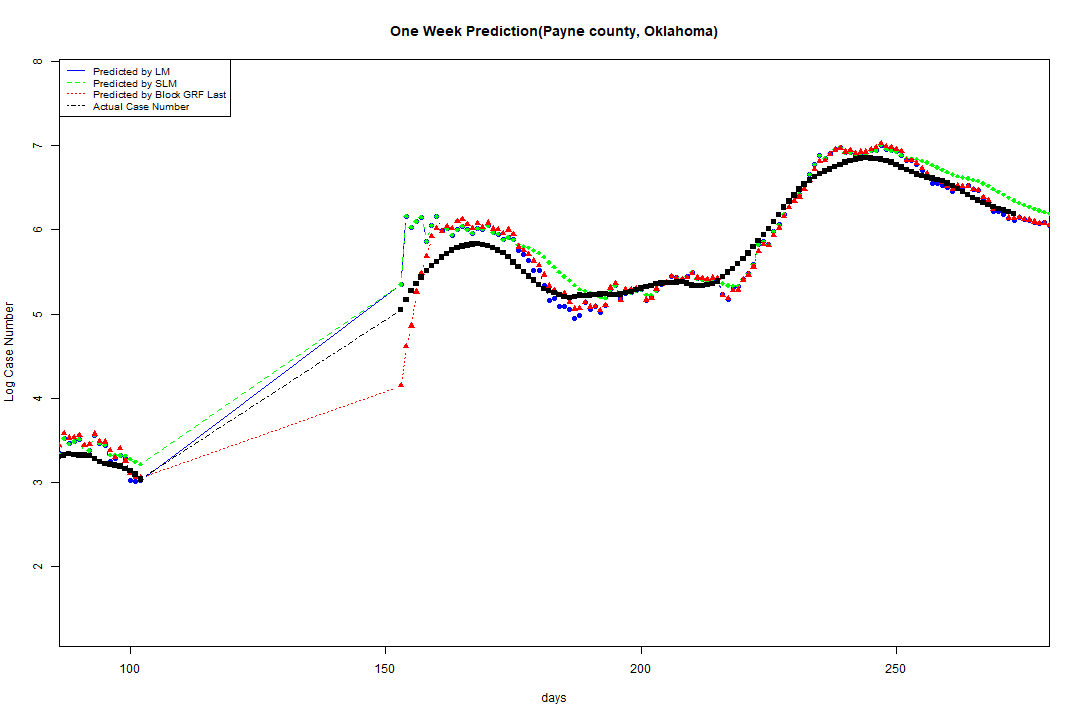 One Week Prediction(Payne county, Oklahoma)
Predicted by LM
Predicted by SLM
Predicted by Block GRF Last
Actual Case Number
8
7
6
5
4
3
2
Log Case Number
100 150 200 250
days